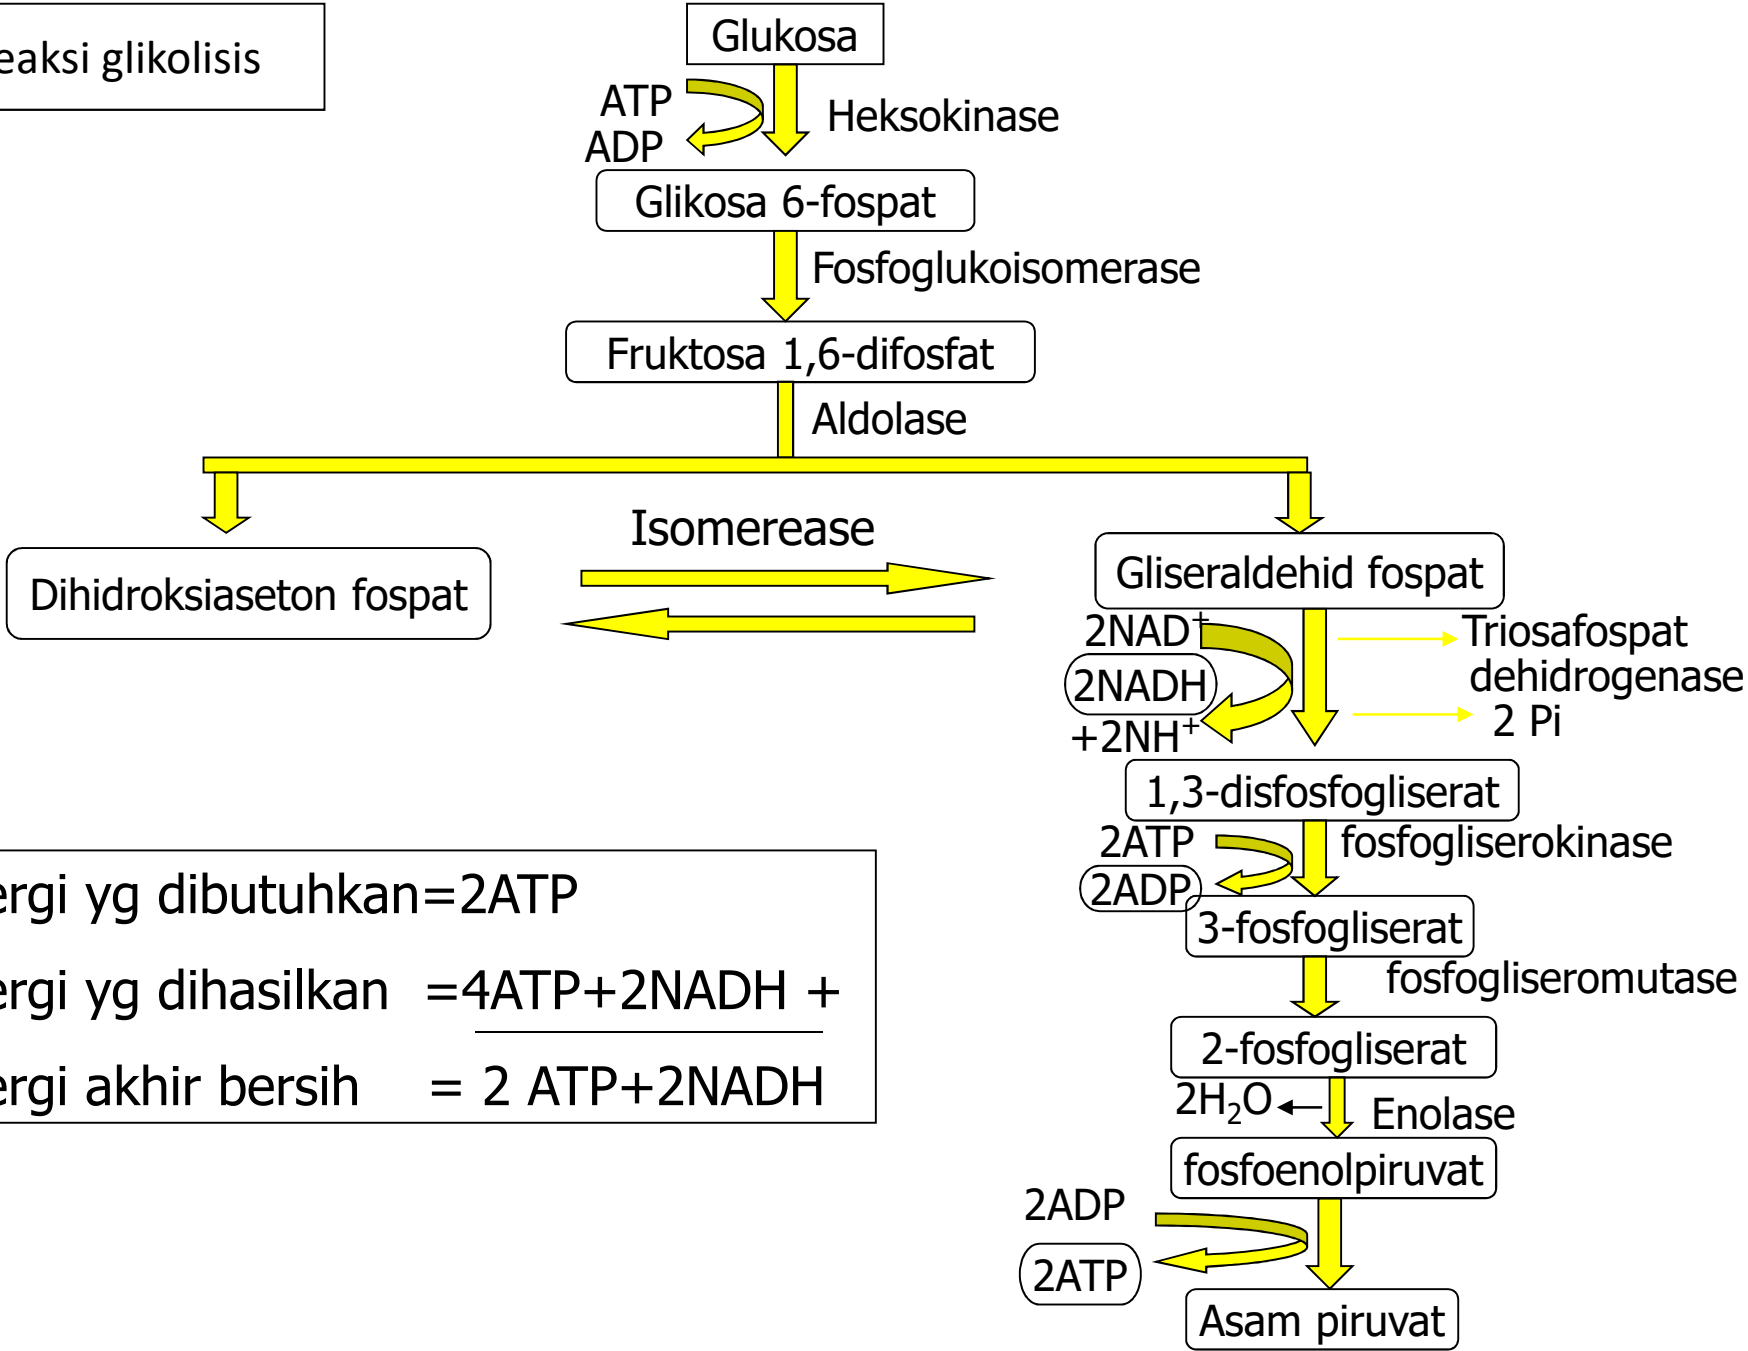 eaksi glikolisis
Glukosa
ATP
ADP
Heksokinase
Glikosa 6-fospat
Fosfoglukoisomerase
Fruktosa 1,6-difosfat
Aldolase
Isomerease
Dihidroksiaseton fospat
Gliseraldehid fospat
2NAD⁺
2NADH
+2NH⁺
Triosafospat
dehidrogenase
2 Pi
1,3-disfosfogliserat
2ATP
2ADP
fosfogliserokinase
3-fosfogliserat
fosfogliseromutase
2-fosfogliserat
2H₂O
Enolase
fosfoenolpiruvat
2ADP
2ATP
Asam piruvat
ergi yg dibutuhkan=2ATP
ergi yg dihasilkan =4ATP+2NADH +
ergi akhir bersih = 2 ATP+2NADH